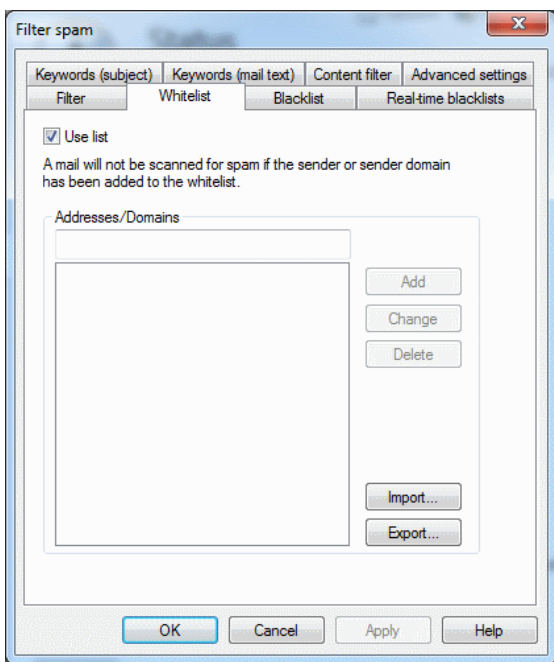 Filter spam
Keywords (subject) Keywords (mail text) Content filter Advanced settings
Filter Whitelist Blacklist Real-time blacklists
Use list
A mail will not be scanned for spam if the sender or sender domain
has been added to the whitelist.
Addresses/Domains
Add
Change
Delete
Import...
Export...
OK Cancel Apply Help